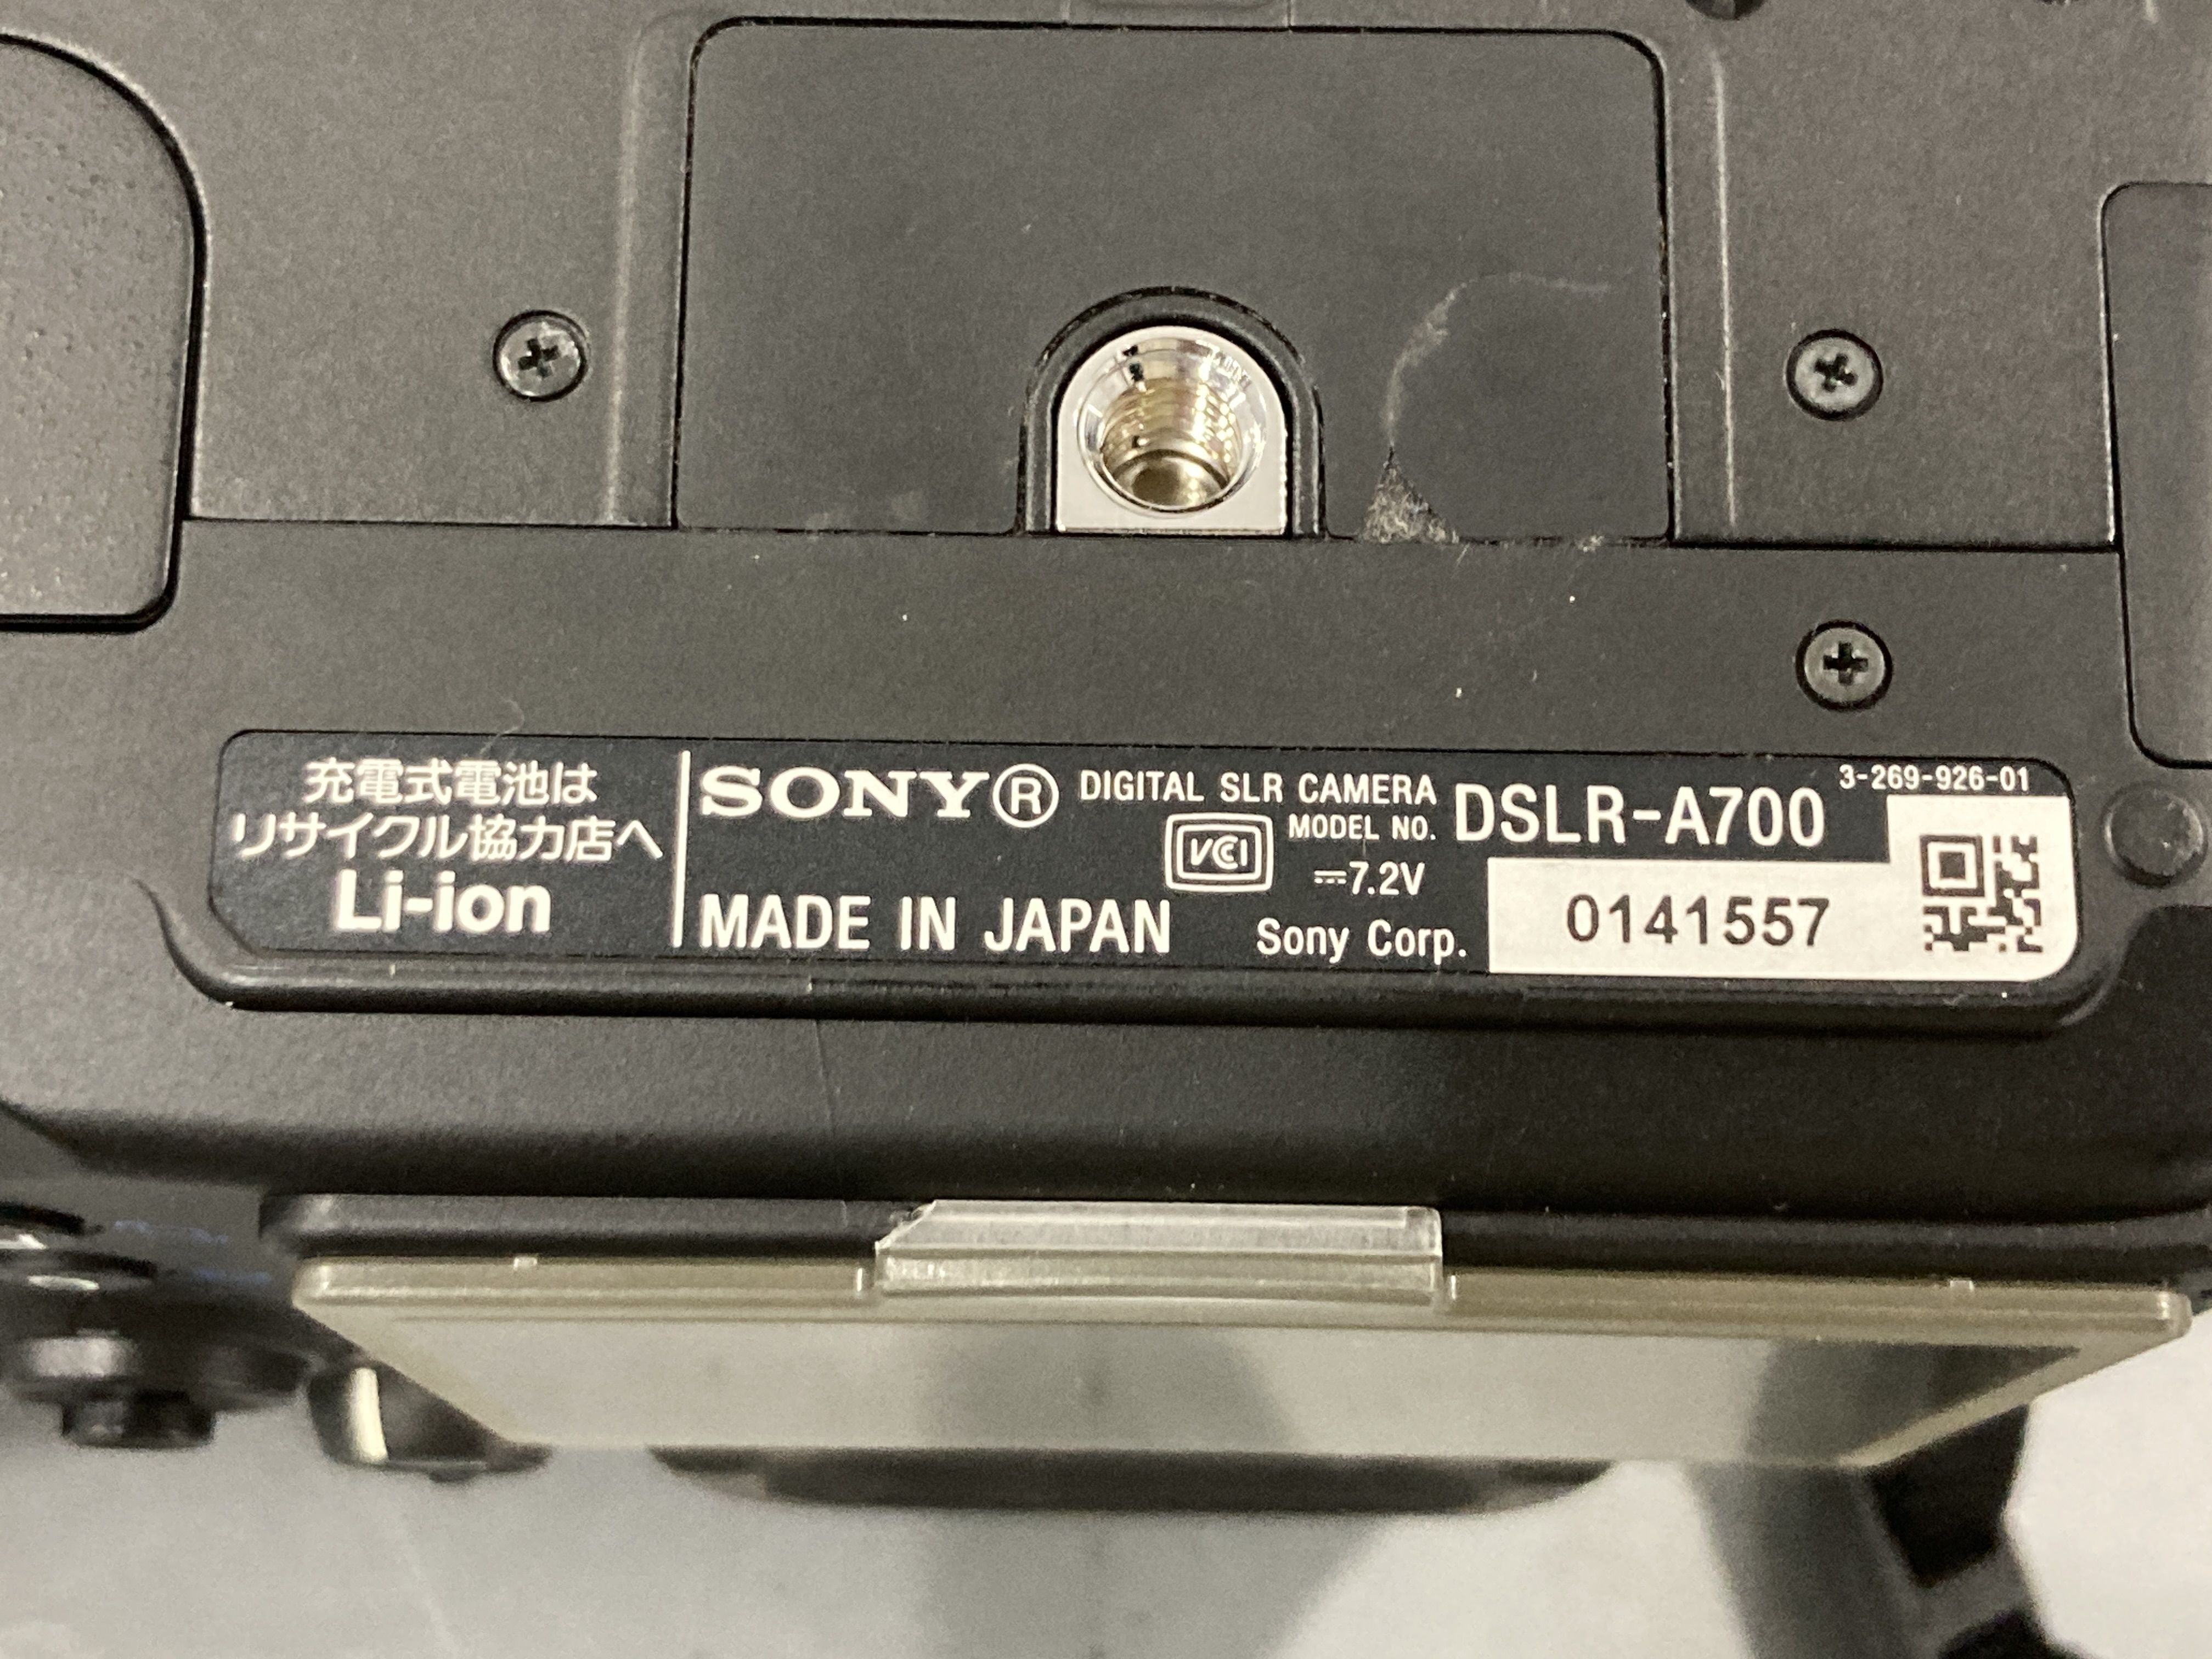 充電式電池は
リサイクル協力店へ
Li-ion
SONY® DIGITAL SLR CAMERA
MODEL NO. DSLR-A700
3-269-926-01
VCI
⎓7.2V
MADE IN JAPAN
Sony Corp.
0141557